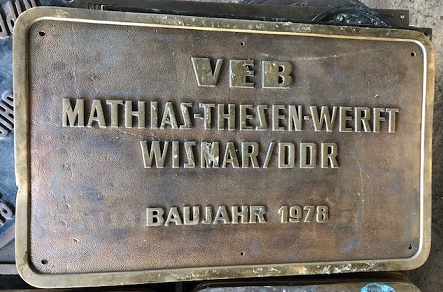 VEB
MATHIAS-THESEN-WERFT
WISMAR/DDR
BAUJAHR 1978